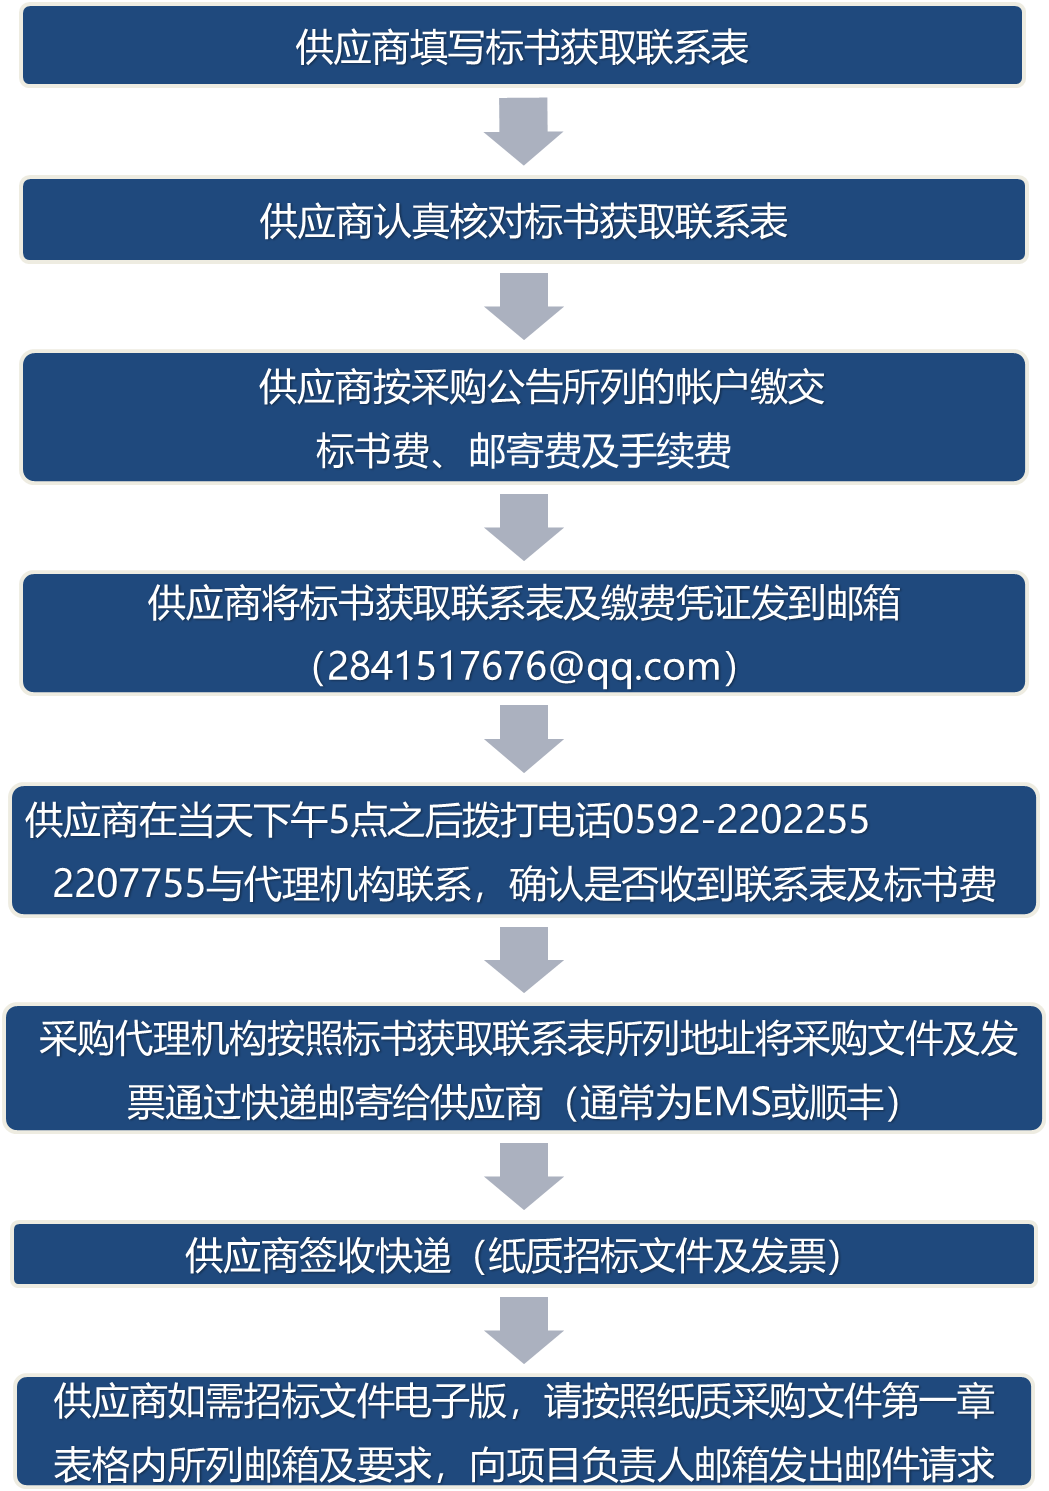 供应商填写标书获取联系表
供应商认真核对标书获取联系表
供应商按采购公告所列的帐户缴交
标书费、邮寄费及手续费
供应商将标书获取联系表及缴费凭证发到邮箱
（2841517676@qq.com）
供应商在当天下午5点之后拨打电话0592-2202255
2207755与代理机构联系，确认是否收到联系表及标书费
采购代理机构按照标书获取联系表所列地址将采购文件及发
票通过快递邮寄给供应商（通常为EMS或顺丰）
供应商签收快递（纸质招标文件及发票）
供应商如需招标文件电子版，请按照纸质采购文件第一章
表格内所列邮箱及要求，向项目负责人邮箱发出邮件请求